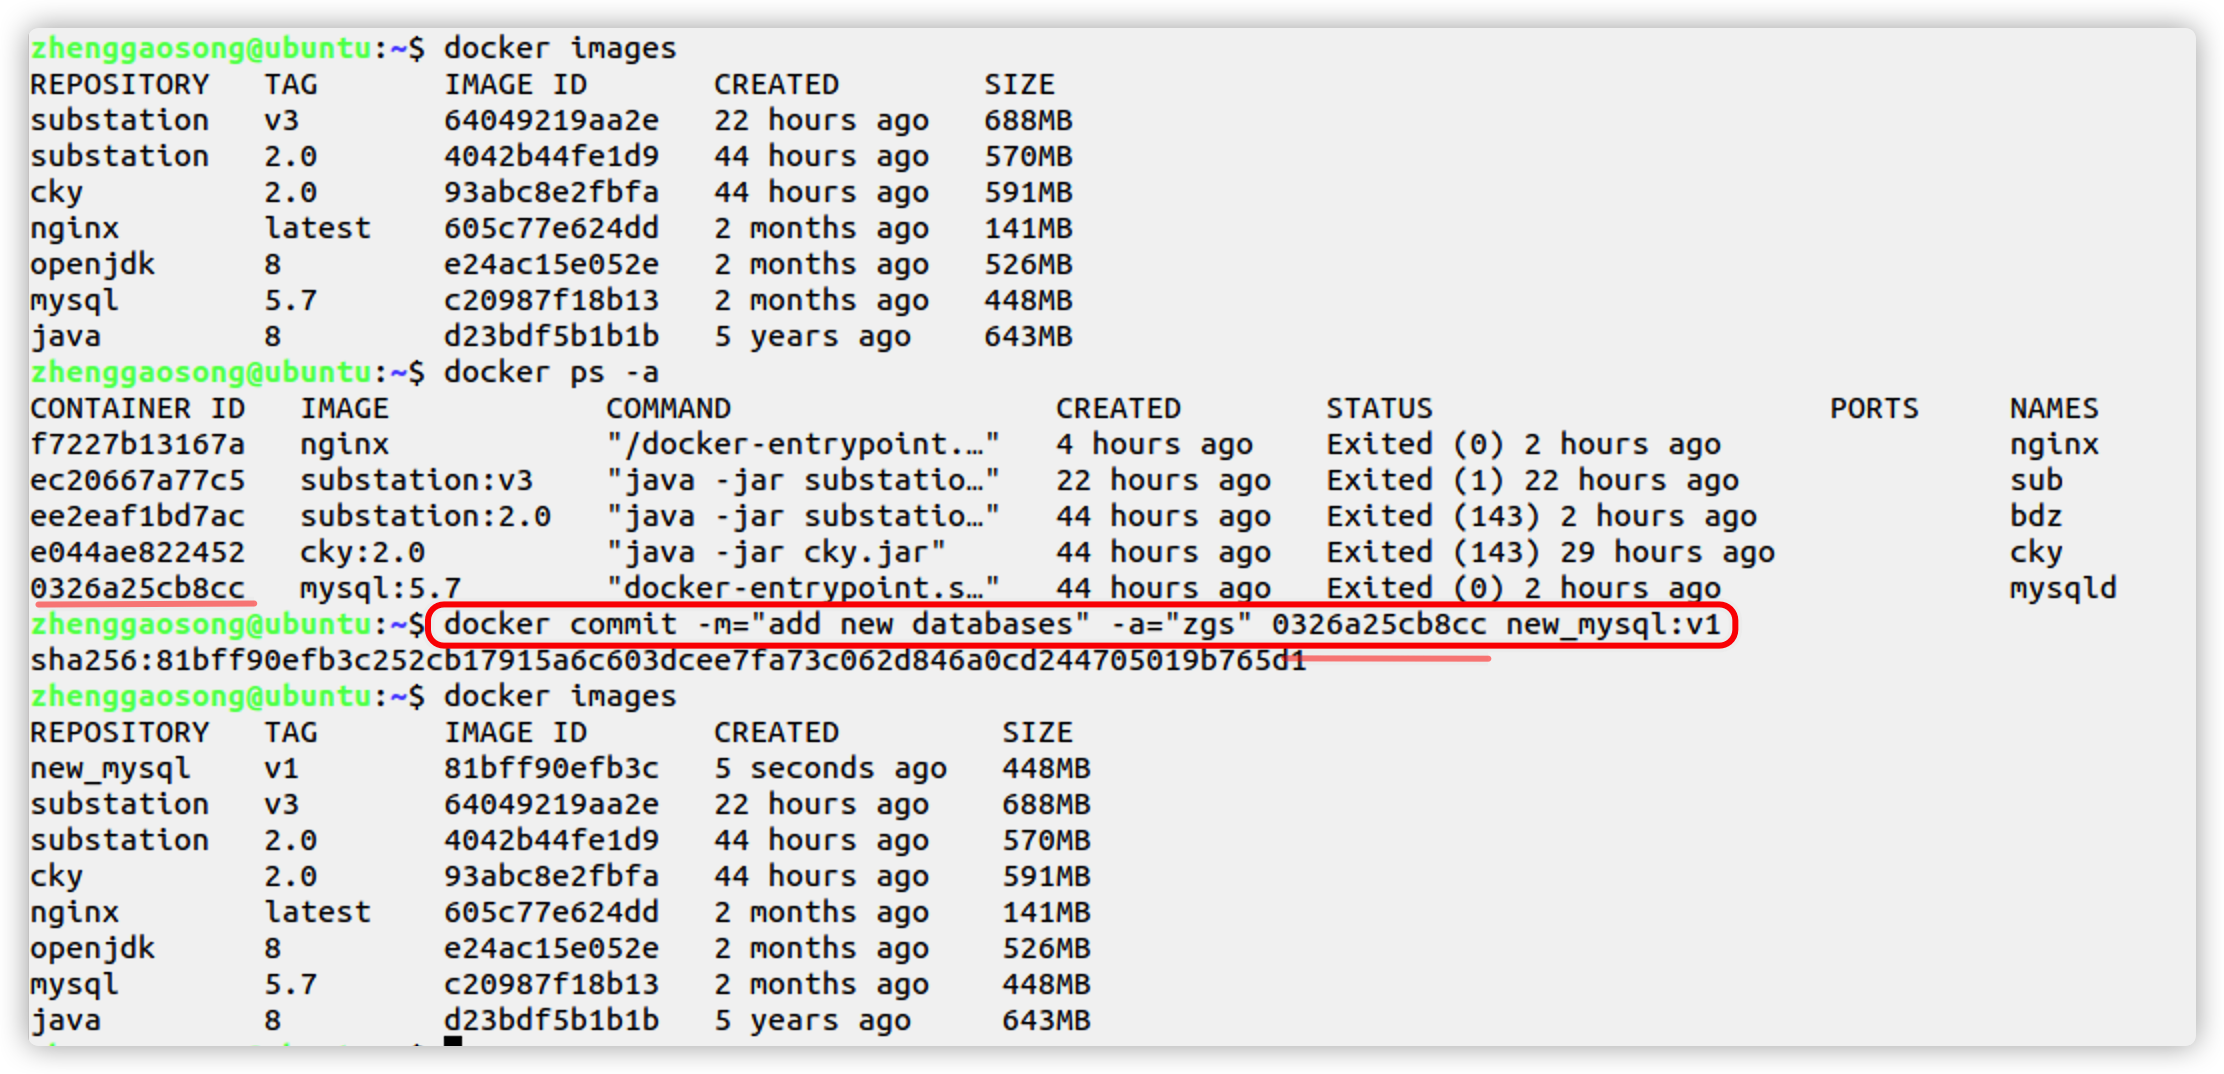 zhenggaosong@ubuntu:~$ docker images
REPOSITORY TAG IMAGE ID CREATED SIZE
substation v3 64049219aa2e 22 hours ago 688MB
substation 2.0 4042b44fe1d9 44 hours ago 570MB
cky 2.0 93abc8e2fbfa 44 hours ago 591MB
nginx latest 605c77e624dd 2 months ago 141MB
openjdk 8 e24ac15e052e 2 months ago 526MB
mysql 5.7 c20987f18b13 2 months ago 448MB
java 8 d23bdf5b1b1b 5 years ago 643MB
zhenggaosong@ubuntu:~$ docker ps -a
CONTAINER ID IMAGE COMMAND CREATED STATUS PORTS NAMES
f7227b13167a nginx "/docker-entrypoint.…" 4 hours ago Exited (0) 2 hours ago nginx
ec20667a77c5 substation:v3 "java -jar substatio…" 22 hours ago Exited (1) 22 hours ago sub
ee2eaf1bd7ac substation:2.0 "java -jar substatio…" 44 hours ago Exited (143) 2 hours ago bdz
e044ae822452 cky:2.0 "java -jar cky.jar" 44 hours ago Exited (143) 29 hours ago cky
0326a25cb8cc mysql:5.7 "docker-entrypoint.s…" 44 hours ago Exited (0) 2 hours ago mysqld
zhenggaosong@ubuntu:~$ docker commit -m="add new databases" -a="zgs" 0326a25cb8cc new_mysql:v1
sha256:81bff90efb3c252cb17915a6c603dcee7fa73c062d846a0cd244705019b765d1
zhenggaosong@ubuntu:~$ docker images
REPOSITORY TAG IMAGE ID CREATED SIZE
new_mysql v1 81bff90efb3c 5 seconds ago 448MB
substation v3 64049219aa2e 22 hours ago 688MB
substation 2.0 4042b44fe1d9 44 hours ago 570MB
cky 2.0 93abc8e2fbfa 44 hours ago 591MB
nginx latest 605c77e624dd 2 months ago 141MB
openjdk 8 e24ac15e052e 2 months ago 526MB
mysql 5.7 c20987f18b13 2 months ago 448MB
java 8 d23bdf5b1b1b 5 years ago 643MB